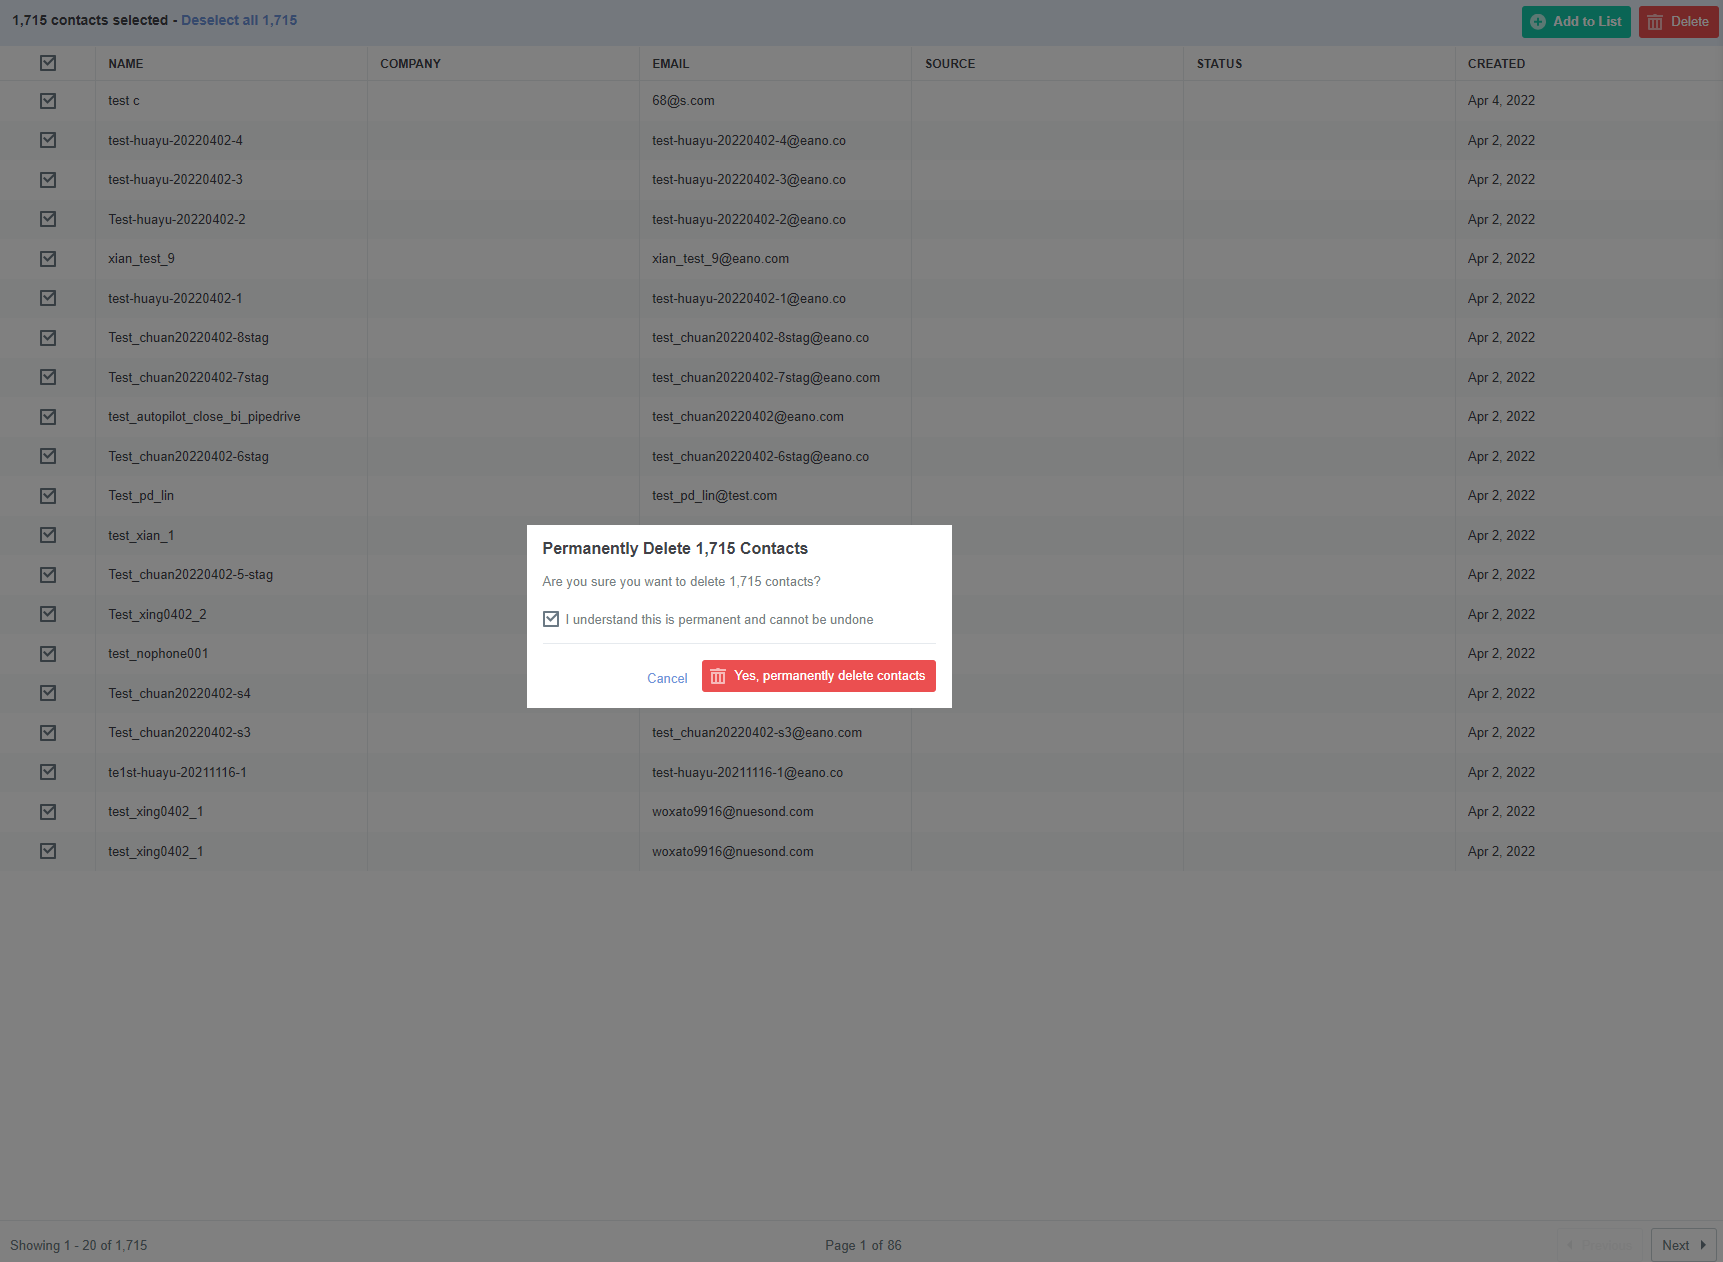 1,715 contacts selected - Deselect all 1,715
Add to List
Delete
NAME COMPANY EMAIL SOURCE STATUS CREATED
test c 68@s.com Apr 4, 2022
test-huayu-20220402-4 test-huayu-20220402-4@eano.co Apr 2, 2022
test-huayu-20220402-3 test-huayu-20220402-3@eano.co Apr 2, 2022
Test-huayu-20220402-2 test-huayu-20220402-2@eano.co Apr 2, 2022
xian_test_9 xian_test_9@eano.com Apr 2, 2022
test-huayu-20220402-1 test-huayu-20220402-1@eano.co Apr 2, 2022
Test_chuan20220402-8stag test_chuan20220402-8stag@eano.co Apr 2, 2022
Test_chuan20220402-7stag test_chuan20220402-7stag@eano.com Apr 2, 2022
test_autopilot_close_bi_pipedrive test_chuan20220402@eano.com Apr 2, 2022
Test_chuan20220402-6stag test_chuan20220402-6stag@eano.co Apr 2, 2022
Test_pd_lin test_pd_lin@test.com Apr 2, 2022
test_xian_1 Apr 2, 2022
Test_chuan20220402-5-stag Apr 2, 2022
Test_xing0402_2 Apr 2, 2022
test_nophone001 Apr 2, 2022
Test_chuan20220402-s4 Apr 2, 2022
Permanently Delete 1,715 Contacts
Are you sure you want to delete 1,715 contacts?
I understand this is permanent and cannot be undone
Cancel
Yes, permanently delete contacts
Test_chuan20220402-s3 test_chuan20220402-s3@eano.com Apr 2, 2022
te1st-huayu-20211116-1 test-huayu-20211116-1@eano.co Apr 2, 2022
test_xing0402_1 woxato9916@nuesond.com Apr 2, 2022
test_xing0402_1 woxato9916@nuesond.com Apr 2, 2022
Showing 1 - 20 of 1,715
Page 1 of 86
Next